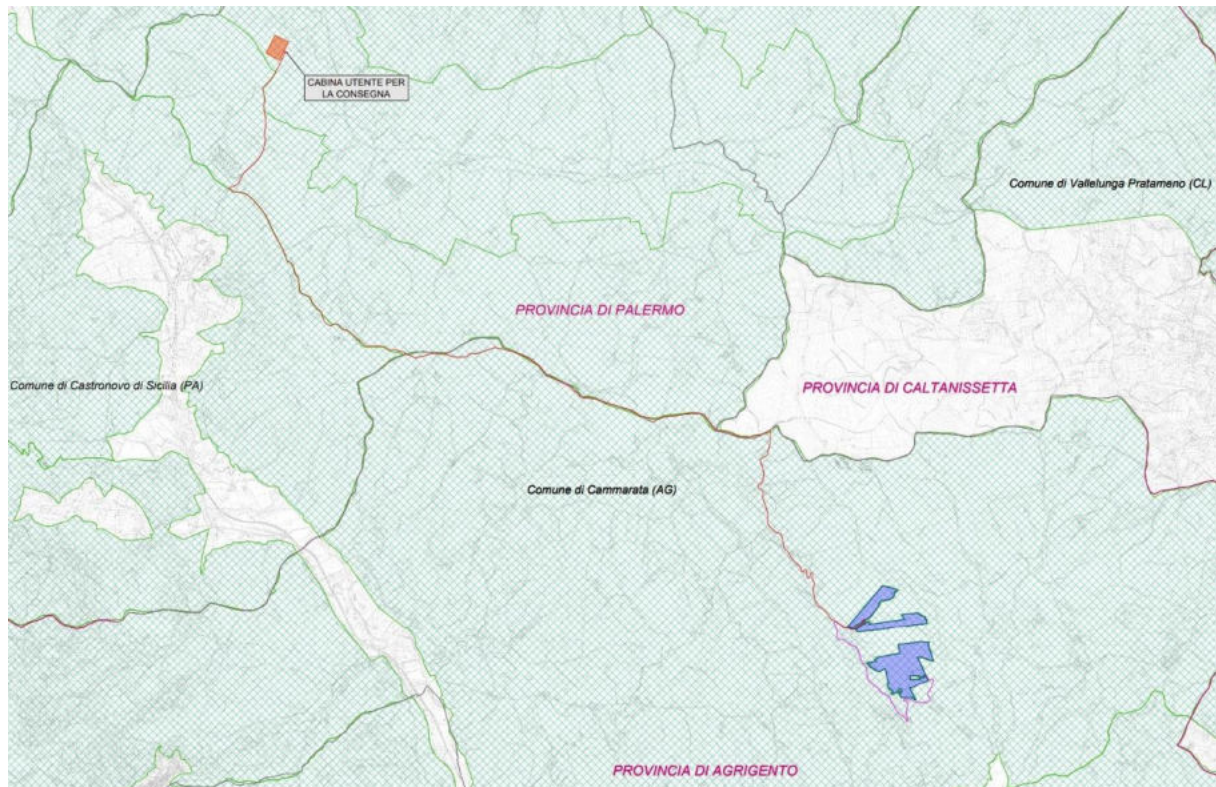 CABINA UTENTE PER
LA CONSEGNA
Comune di Vallelunga Pratameno (CL)
PROVINCIA DI PALERMO
Comune di Castronovo di Sicilia (PA)
PROVINCIA DI CALTANISSETTA
Comune di Cammarata (AG)
PROVINCIA DI AGRIGENTO